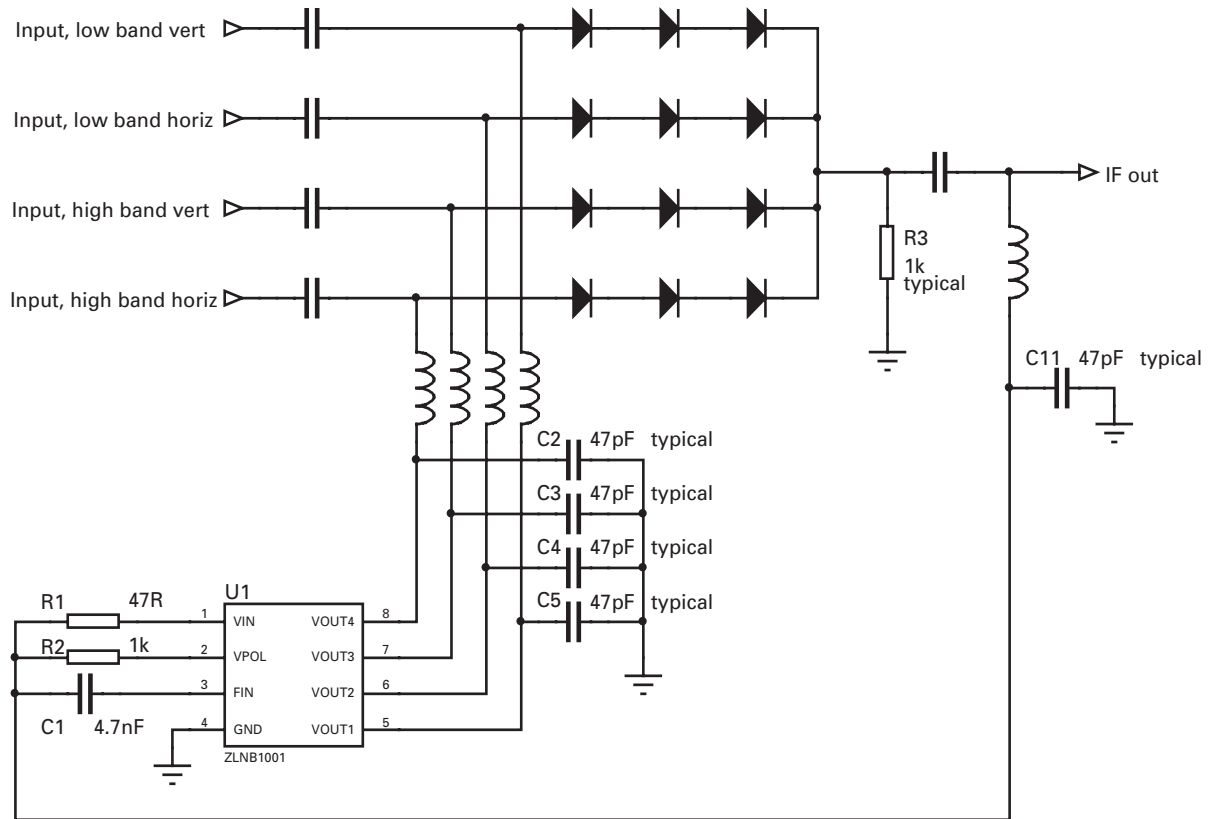 Input, low band vert
Input, low band horiz
IF out
Input, high band vert
R3
1k
typical
Input, high band horiz
C11 47pF typical
C2 47pF typical
C3 47pF typical
C4 47pF typical
C5 47pF typical
U1
R1 47R
1 VIN VOUT4 8
R2 1k
2 VPOL VOUT3 7
3 FIN VOUT2 6
C1 4.7nF
4 GND VOUT1 5
ZLNB1001